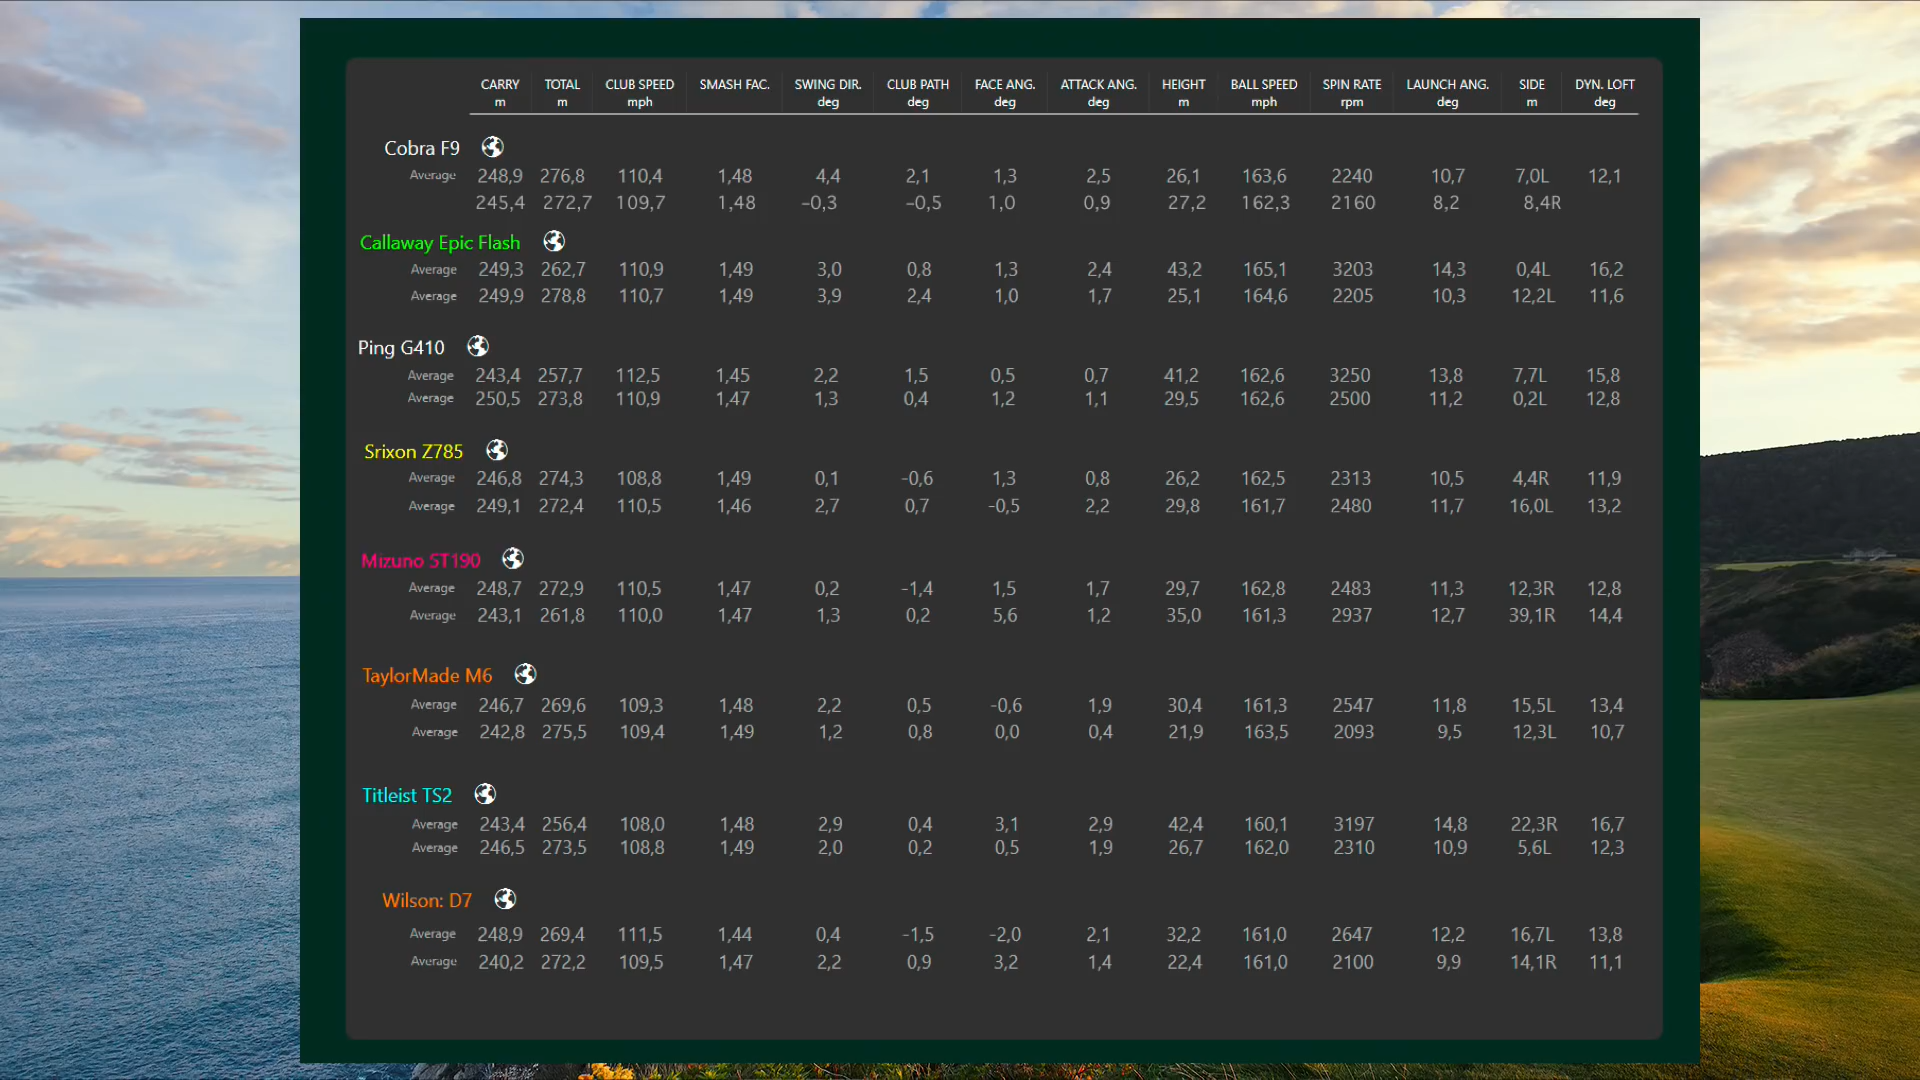 CARRY TOTAL CLUB SPEED SMASH FAC. SWING DIR. CLUB PATH FACE ANG. ATTACK ANG. HEIGHT BALL SPEED SPIN RATE LAUNCH ANG. SIDE DYN. LOFT
m m mph deg deg deg deg m mph rpm deg m deg
Cobra F9
Average 248,9 276,8 110,4 1,48 4,4 2,1 1,3 2,5 26,1 163,6 2240 10,7 7,0L 12,1
245,4 272,7 109,7 1,48 –0,3 –0,5 1,0 0,9 27,2 162,3 2160 8,2 8,4R
Callaway Epic Flash
Average 249,3 262,7 110,9 1,49 3,0 0,8 1,3 2,4 43,2 165,1 3203 14,3 0,4L 16,2
Average 249,9 278,8 110,7 1,49 3,9 2,4 1,0 1,7 25,1 164,6 2205 10,3 12,2L 11,6
Ping G410
Average 243,4 257,7 112,5 1,45 2,2 1,5 0,5 0,7 41,2 162,6 3250 13,8 7,7L 15,8
Average 250,5 273,8 110,9 1,47 1,3 0,4 1,2 1,1 29,5 162,6 2500 11,2 0,2L 12,8
Srixon Z785
Average 246,8 274,3 108,8 1,49 0,1 -0,6 1,3 0,8 26,2 162,5 2313 10,5 4,4R 11,9
Average 249,1 272,4 110,5 1,46 2,7 0,7 -0,5 2,2 29,8 161,7 2480 11,7 16,0L 13,2
Mizuno ST190
Average 248,7 272,9 110,5 1,47 0,2 -1,4 1,5 1,7 29,7 162,8 2483 11,3 12,3R 12,8
Average 243,1 261,8 110,0 1,47 1,3 0,2 5,6 1,2 35,0 161,3 2937 12,7 39,1R 14,4
TaylorMade M6
Average 246,7 269,6 109,3 1,48 2,2 0,5 -0,6 1,9 30,4 161,3 2547 11,8 15,5L 13,4
Average 242,8 275,5 109,4 1,49 1,2 0,8 0,0 0,4 21,9 163,5 2093 9,5 12,3L 10,7
Titleist TS2
Average 243,4 256,4 108,0 1,48 2,9 0,4 3,1 2,9 42,4 160,1 3197 14,8 22,3R 16,7
Average 246,5 273,5 108,8 1,49 2,0 0,2 0,5 1,9 26,7 162,0 2310 10,9 5,6L 12,3
Wilson: D7
Average 248,9 269,4 111,5 1,44 0,4 -1,5 -2,0 2,1 32,2 161,0 2647 12,2 16,7L 13,8
Average 240,2 272,2 109,5 1,47 2,2 0,9 3,2 1,4 22,4 161,0 2100 9,9 14,1R 11,1